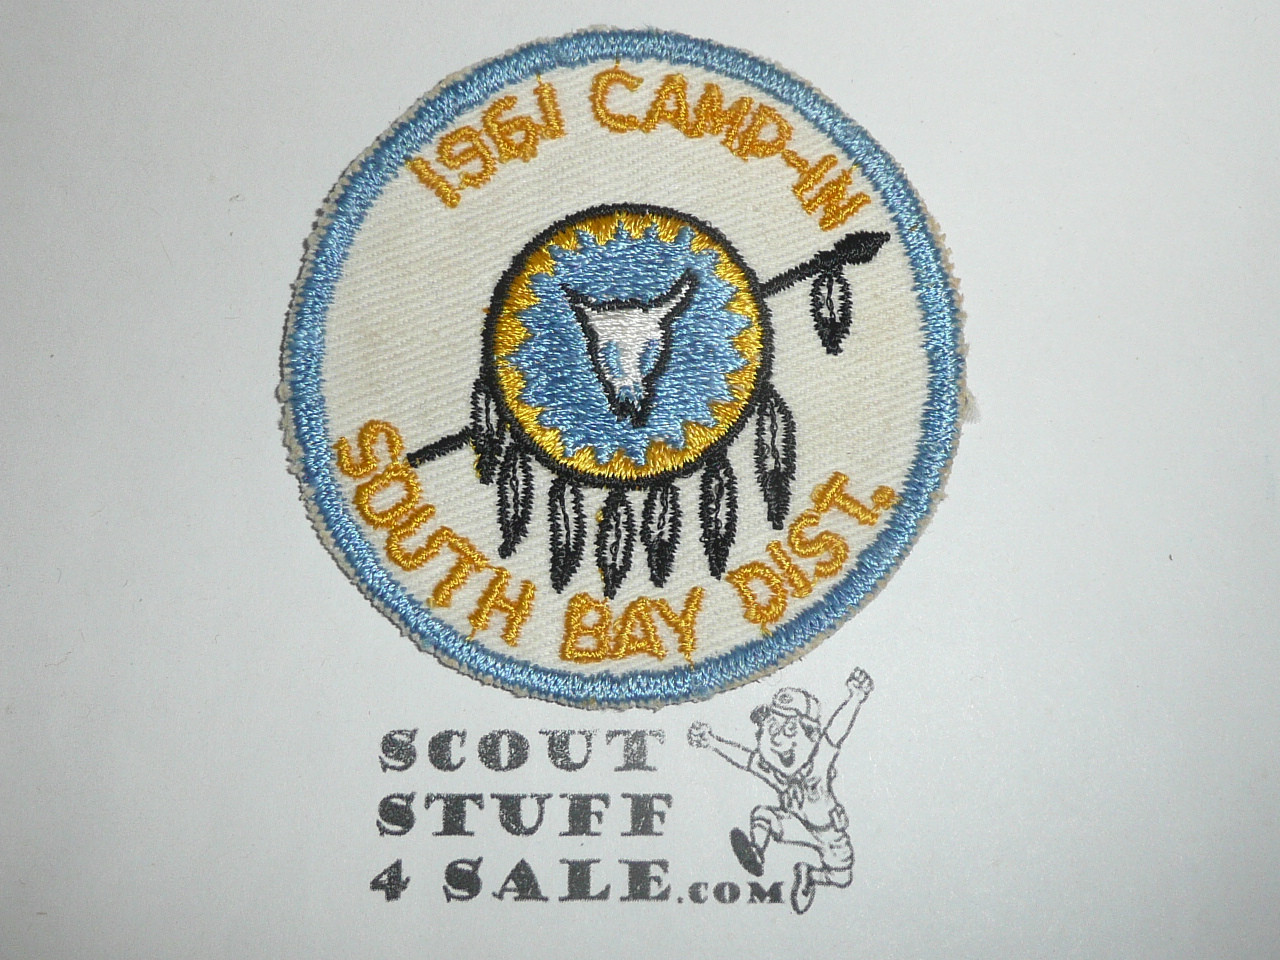 1961 CAMP-IN
SOUTH BAY DIST.
SCOUT
STUFF
4 SALE.COM